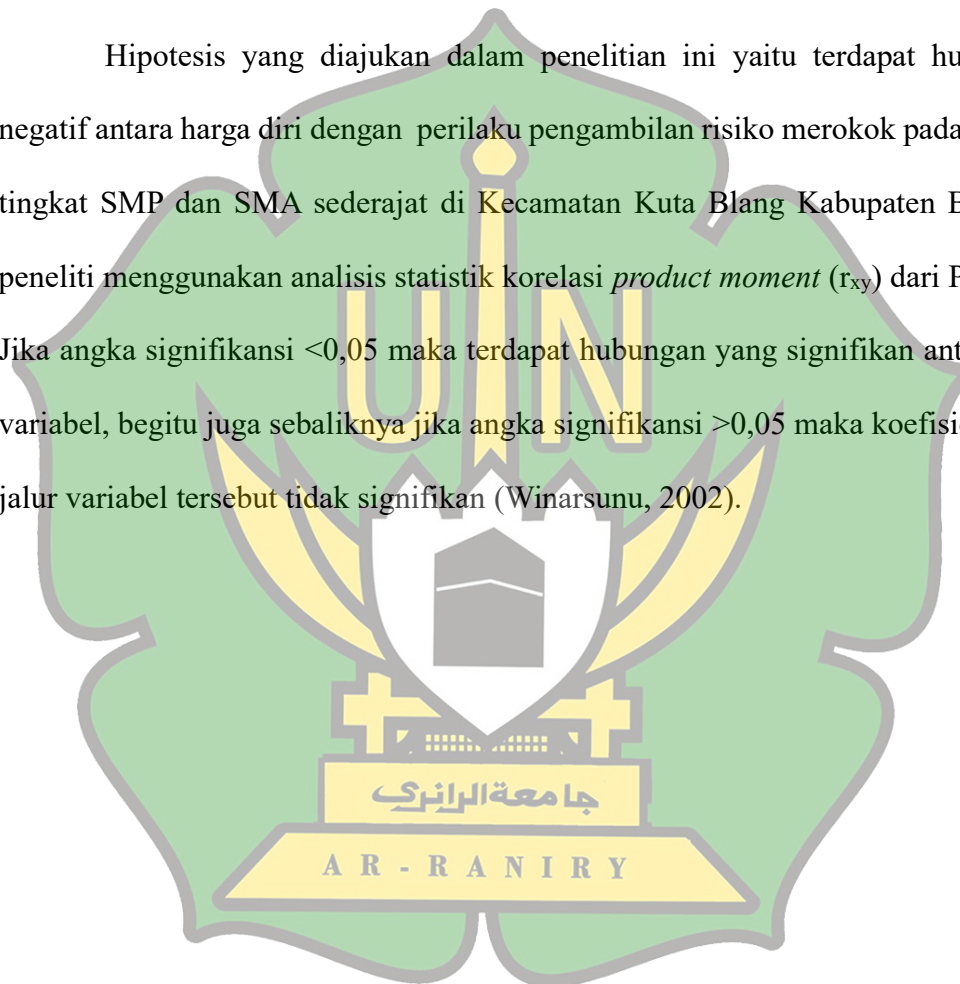 Hipotesis yang diajukan dalam penelitian ini yaitu terdapat hu
negatif antara harga diri dengan perilaku pengambilan risiko merokok pada
tingkat SMP dan SMA sederajat di Kecamatan Kuta Blang Kabupaten B
peneliti menggunakan analisis statistik korelasi product moment (rxy) dari P
Jika angka signifikansi <0,05 maka terdapat hubungan yang signifikan ant
variabel, begitu juga sebaliknya jika angka signifikansi >0,05 maka koefisi
jalur variabel tersebut tidak signifikan (Winarsunu, 2002).
UIN
جامعة الرانري
AR-RANIRY